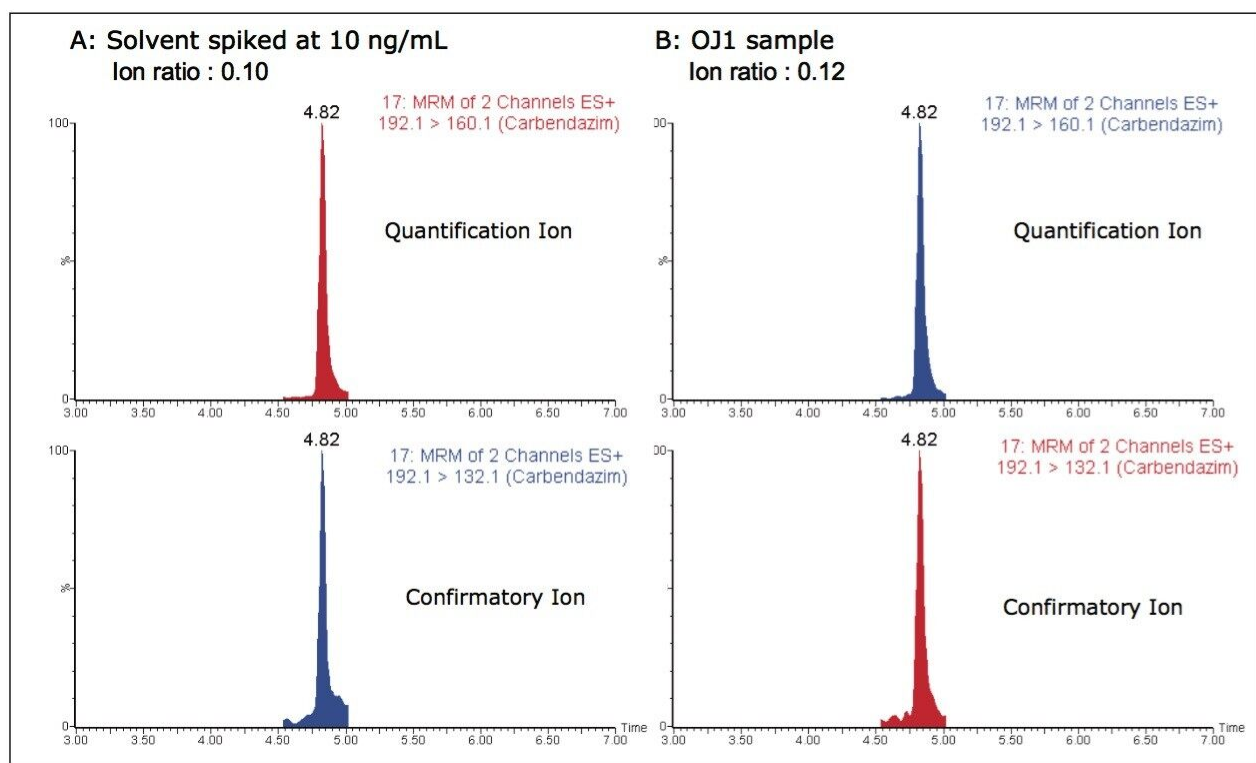 A: Solvent spiked at 10 ng/mL
Ion ratio : 0.10
4.82
17: MRM of 2 Channels ES+
192.1 > 160.1 (Carbendazim)
100
Quantification Ion
%
0
3.00 3.50 4.00 4.50 5.00 5.50 6.00 6.50 7.00
4.82
17: MRM of 2 Channels ES+
192.1 > 132.1 (Carbendazim)
100
Confirmatory Ion
%
0
Time
3.00 3.50 4.00 4.50 5.00 5.50 6.00 6.50 7.00
B: OJ1 sample
Ion ratio : 0.12
4.82
17: MRM of 2 Channels ES+
192.1 > 160.1 (Carbendazim)
00
Quantification Ion
%
0
3.00 3.50 4.00 4.50 5.00 5.50 6.00 6.50 7.00
4.82
17: MRM of 2 Channels ES+
192.1 > 132.1 (Carbendazim)
00
Confirmatory Ion
0
Time
3.00 3.50 4.00 4.50 5.00 5.50 6.00 6.50 7.00